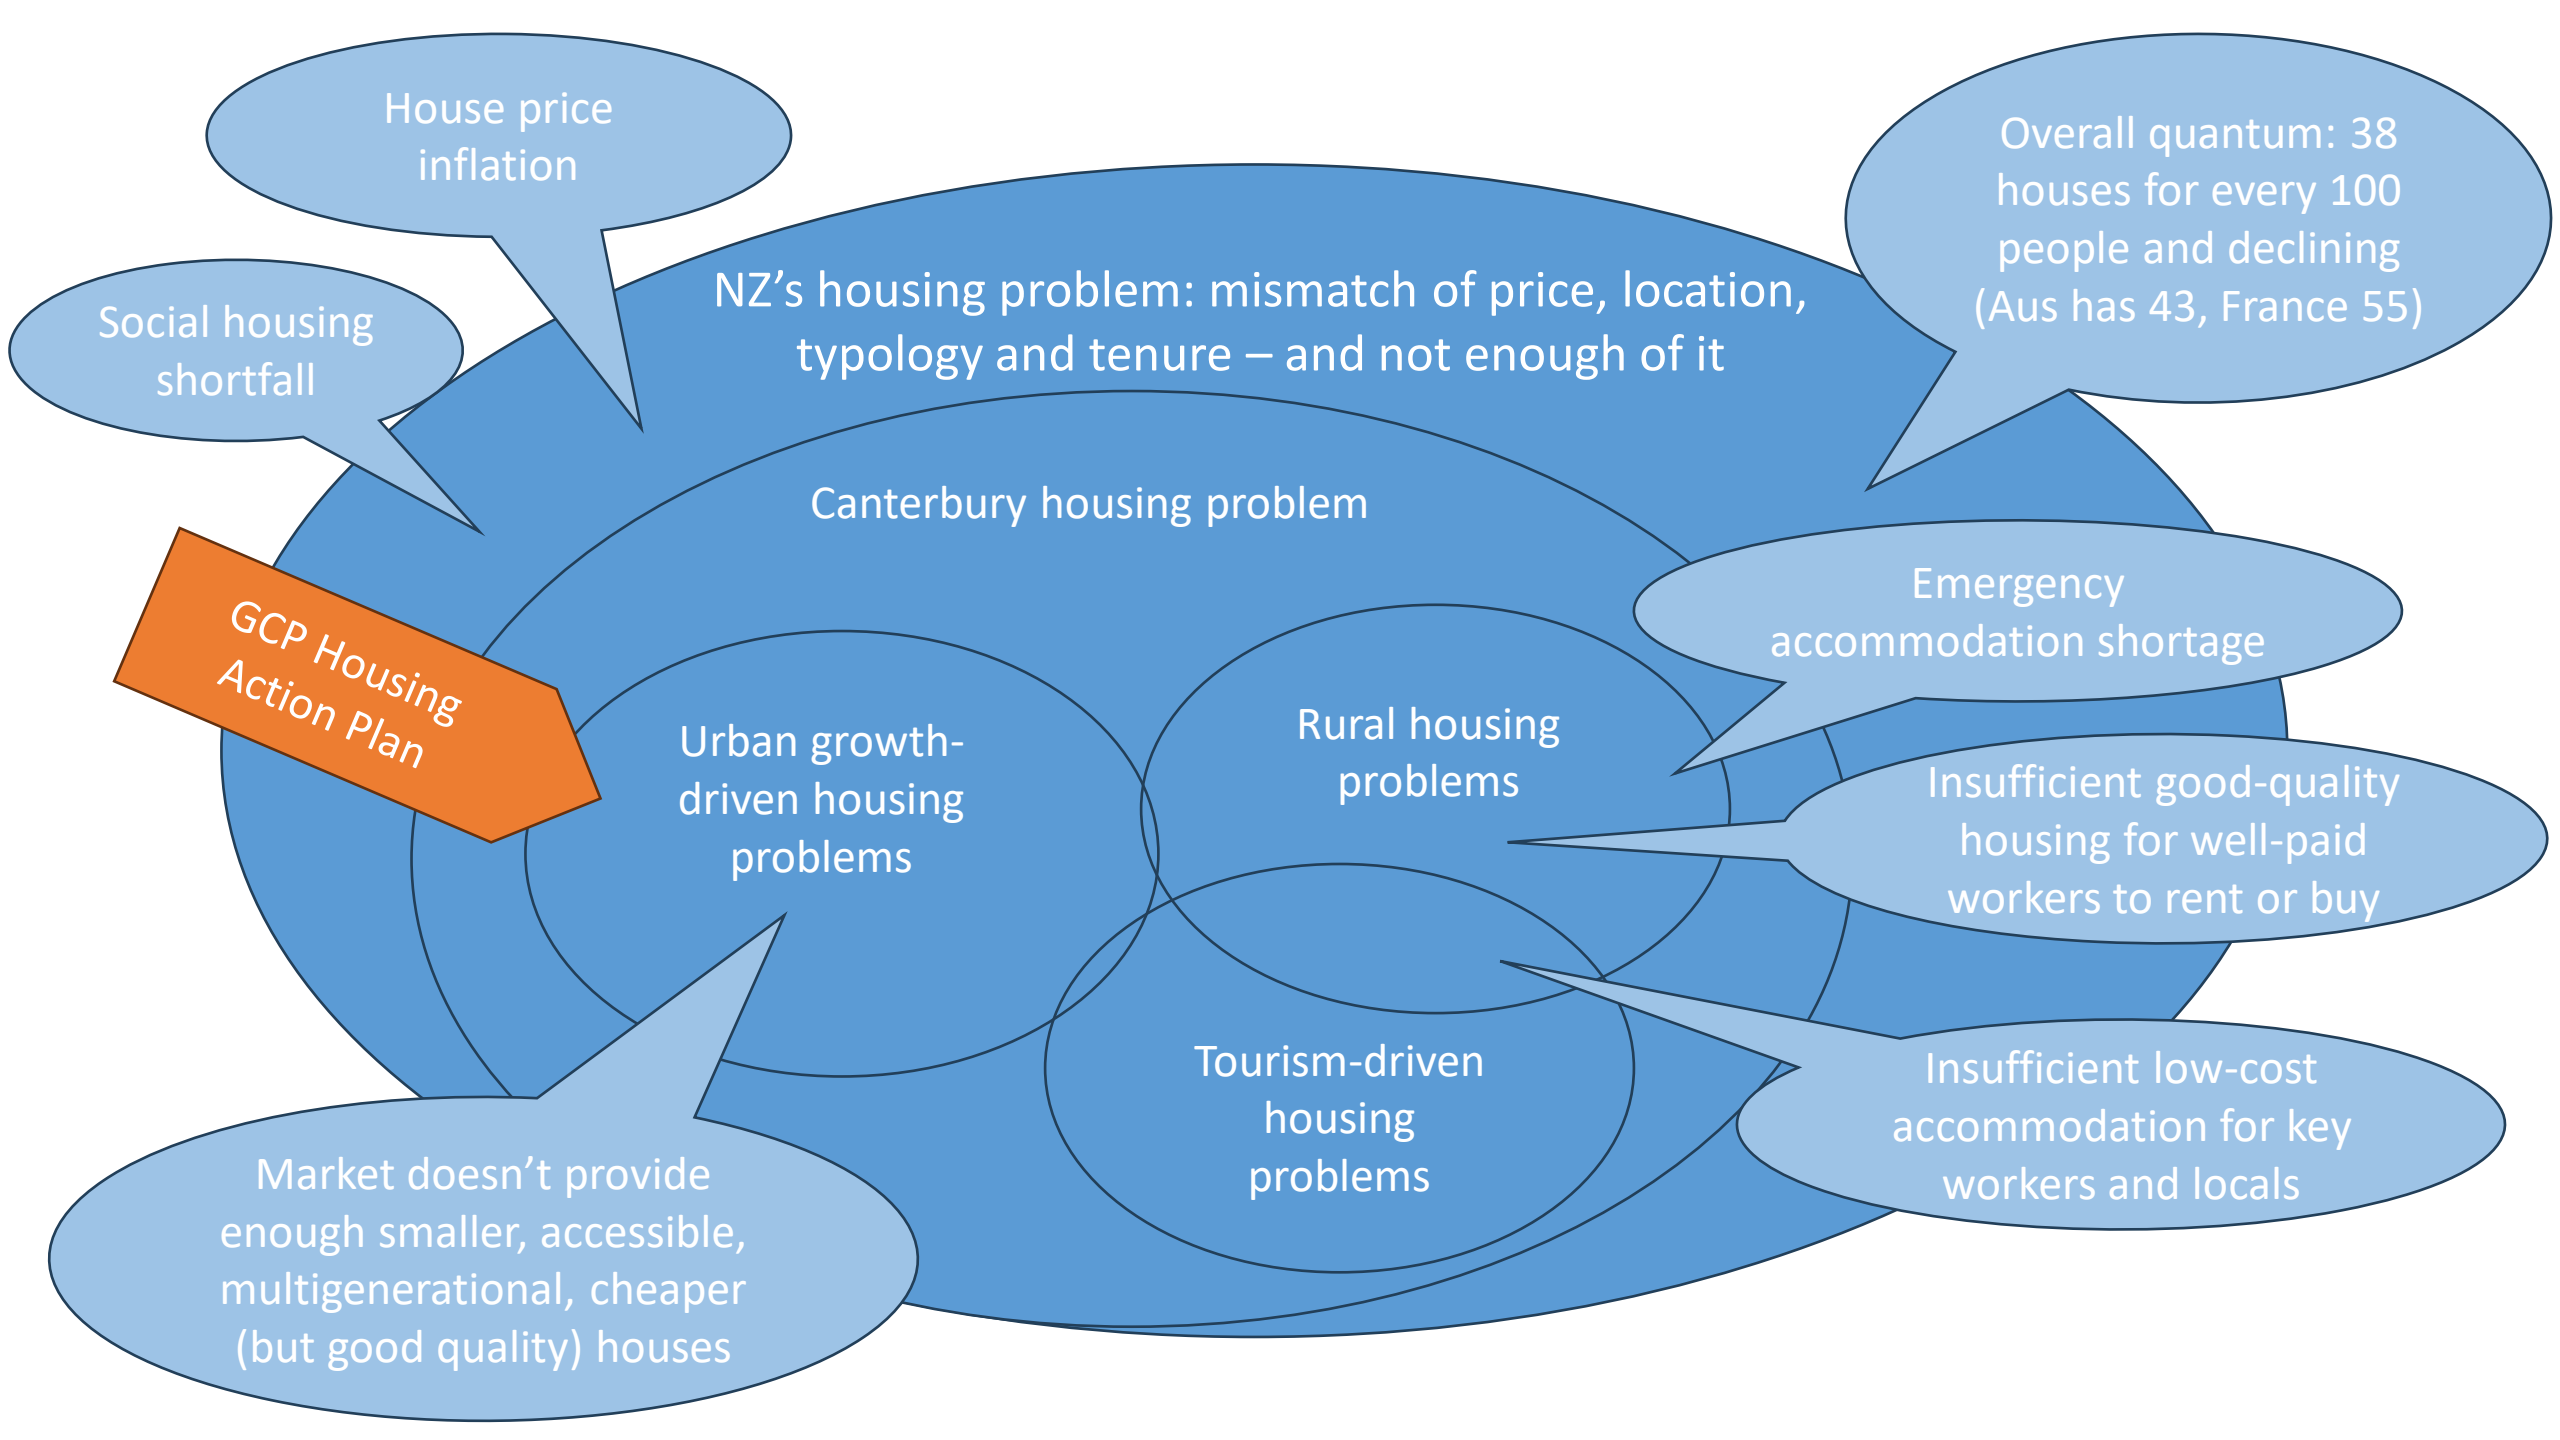 House price
inflation
Overall quantum: 38
houses for every 100
people and declining
(Aus has 43, France 55)
Social housing
shortfall
NZ’s housing problem: mismatch of price, location,
typology and tenure – and not enough of it
Canterbury housing problem
GCP Housing
Action Plan
Urban growth-
driven housing
problems
Rural housing
problems
Emergency
accommodation shortage
Insufficient good-quality
housing for well-paid
workers to rent or buy
Tourism-driven
housing
problems
Insufficient low-cost
accommodation for key
workers and locals
Market doesn’t provide
enough smaller, accessible,
multigenerational, cheaper
(but good quality) houses